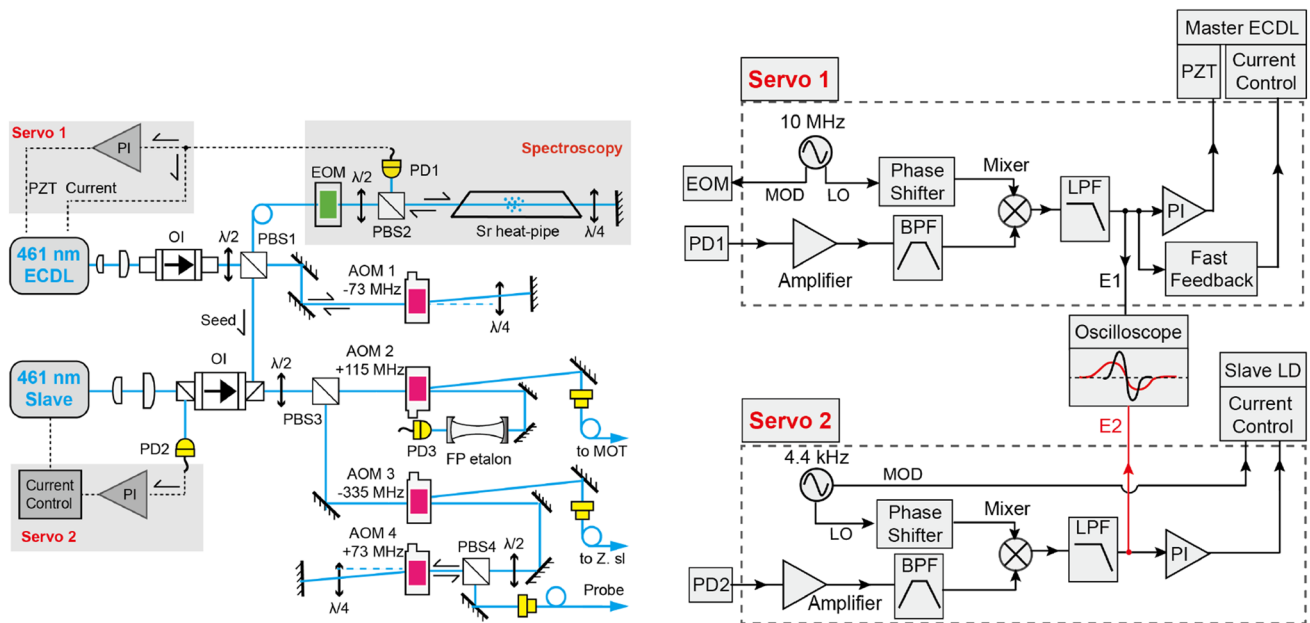 Servo 1
PI
PZT
Current
461 nm
ECDL
OI
λ/2
PBS1
EOM
λ/2
PBS2
PD1
Spectroscopy
Sr heat-pipe
λ/4
AOM 1
-73 MHz
λ/4
Seed
461 nm
Slave
OI
λ/2
PBS3
AOM 2
+115 MHz
PD3
FP etalon
to MOT
PD2
Current
Control
PI
Servo 2
AOM 3
-335 MHz
to Z. sl
AOM 4
+73 MHz
λ/4
PBS4
λ/2
Probe
Servo 1
Master ECDL
PZT
Current
Control
10 MHz
EOM
MOD
LO
Phase
Shifter
Mixer
LPF
PI
PD1
Amplifier
BPF
Fast
Feedback
E1
Oscilloscope
E2
Servo 2
Slave LD
Current
Control
4.4 kHz
MOD
LO
Phase
Shifter
Mixer
LPF
PI
PD2
Amplifier
BPF